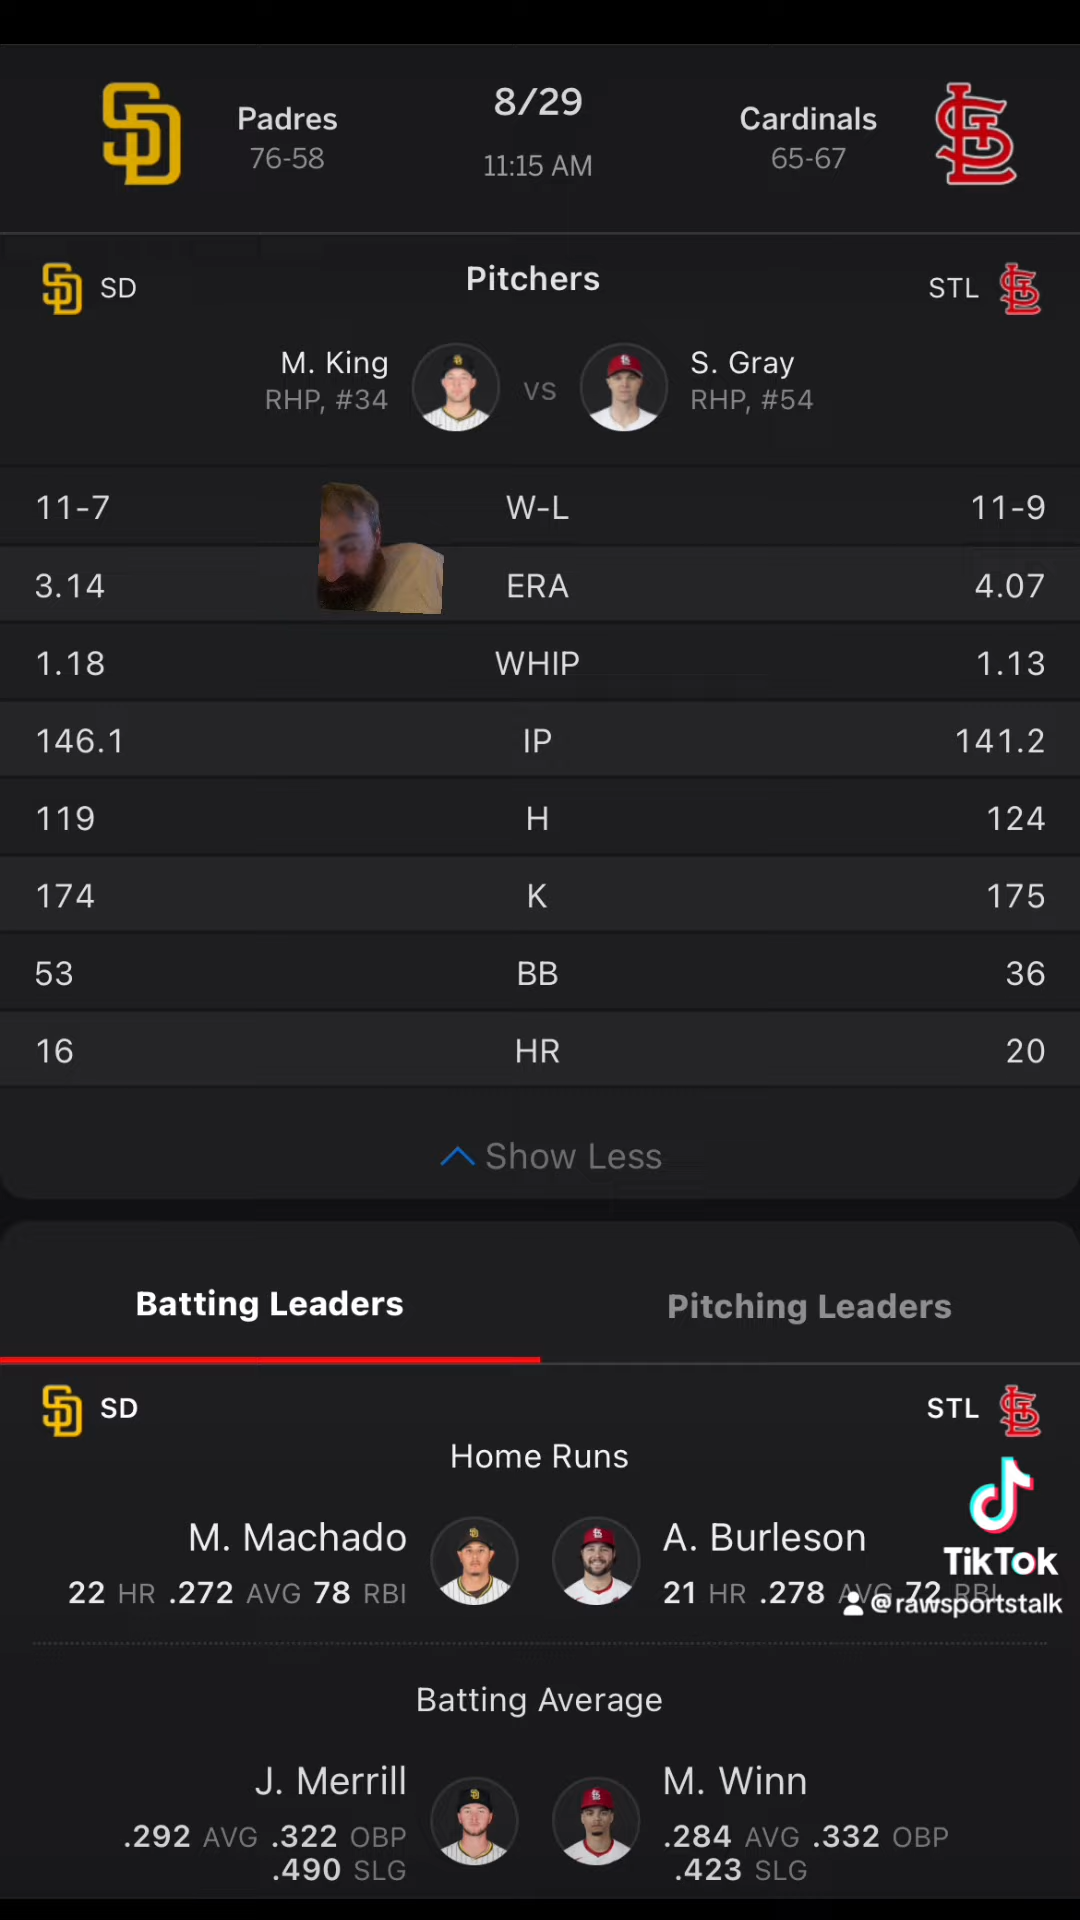 Padres
76-58
8/29
11:15 AM
Cardinals
65-67
SD
Pitchers
STL
M. King
RHP, #34
vs
S. Gray
RHP, #54
11-7 W-L 11-9
3.14 ERA 4.07
1.18 WHIP 1.13
146.1 IP 141.2
119 H 124
174 K 175
53 BB 36
16 HR 20
Show Less
Batting Leaders
Pitching Leaders
SD
STL
Home Runs
M. Machado
22 HR .272 AVG 78 RBI
A. Burleson
21 HR .278 AVG 72 RBI
TikTok
@rawsportstalk
Batting Average
J. Merrill
.292 AVG .322 OBP
.490 SLG
M. Winn
.284 AVG .332 OBP
.423 SLG